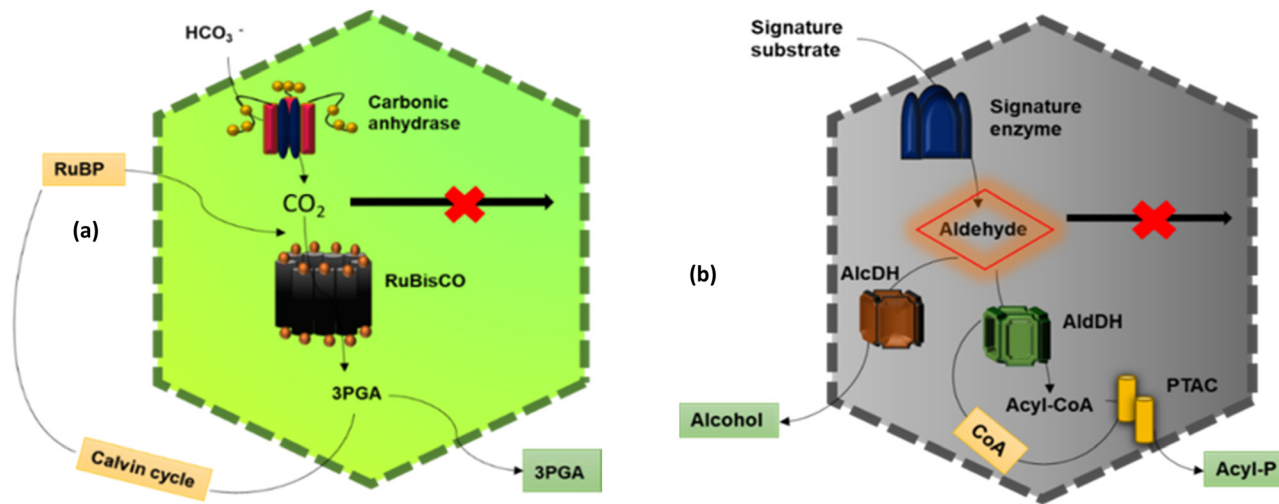 HCO₃⁻
Carbonic
anhydrase
RuBP
CO₂
(a)
RuBisCO
3PGA
Calvin cycle
3PGA
Signature
substrate
Signature
enzyme
Aldehyde
(b)
AlcDH
AldDH
PTAC
Acyl-CoA
Alcohol
CoA
Acyl-P